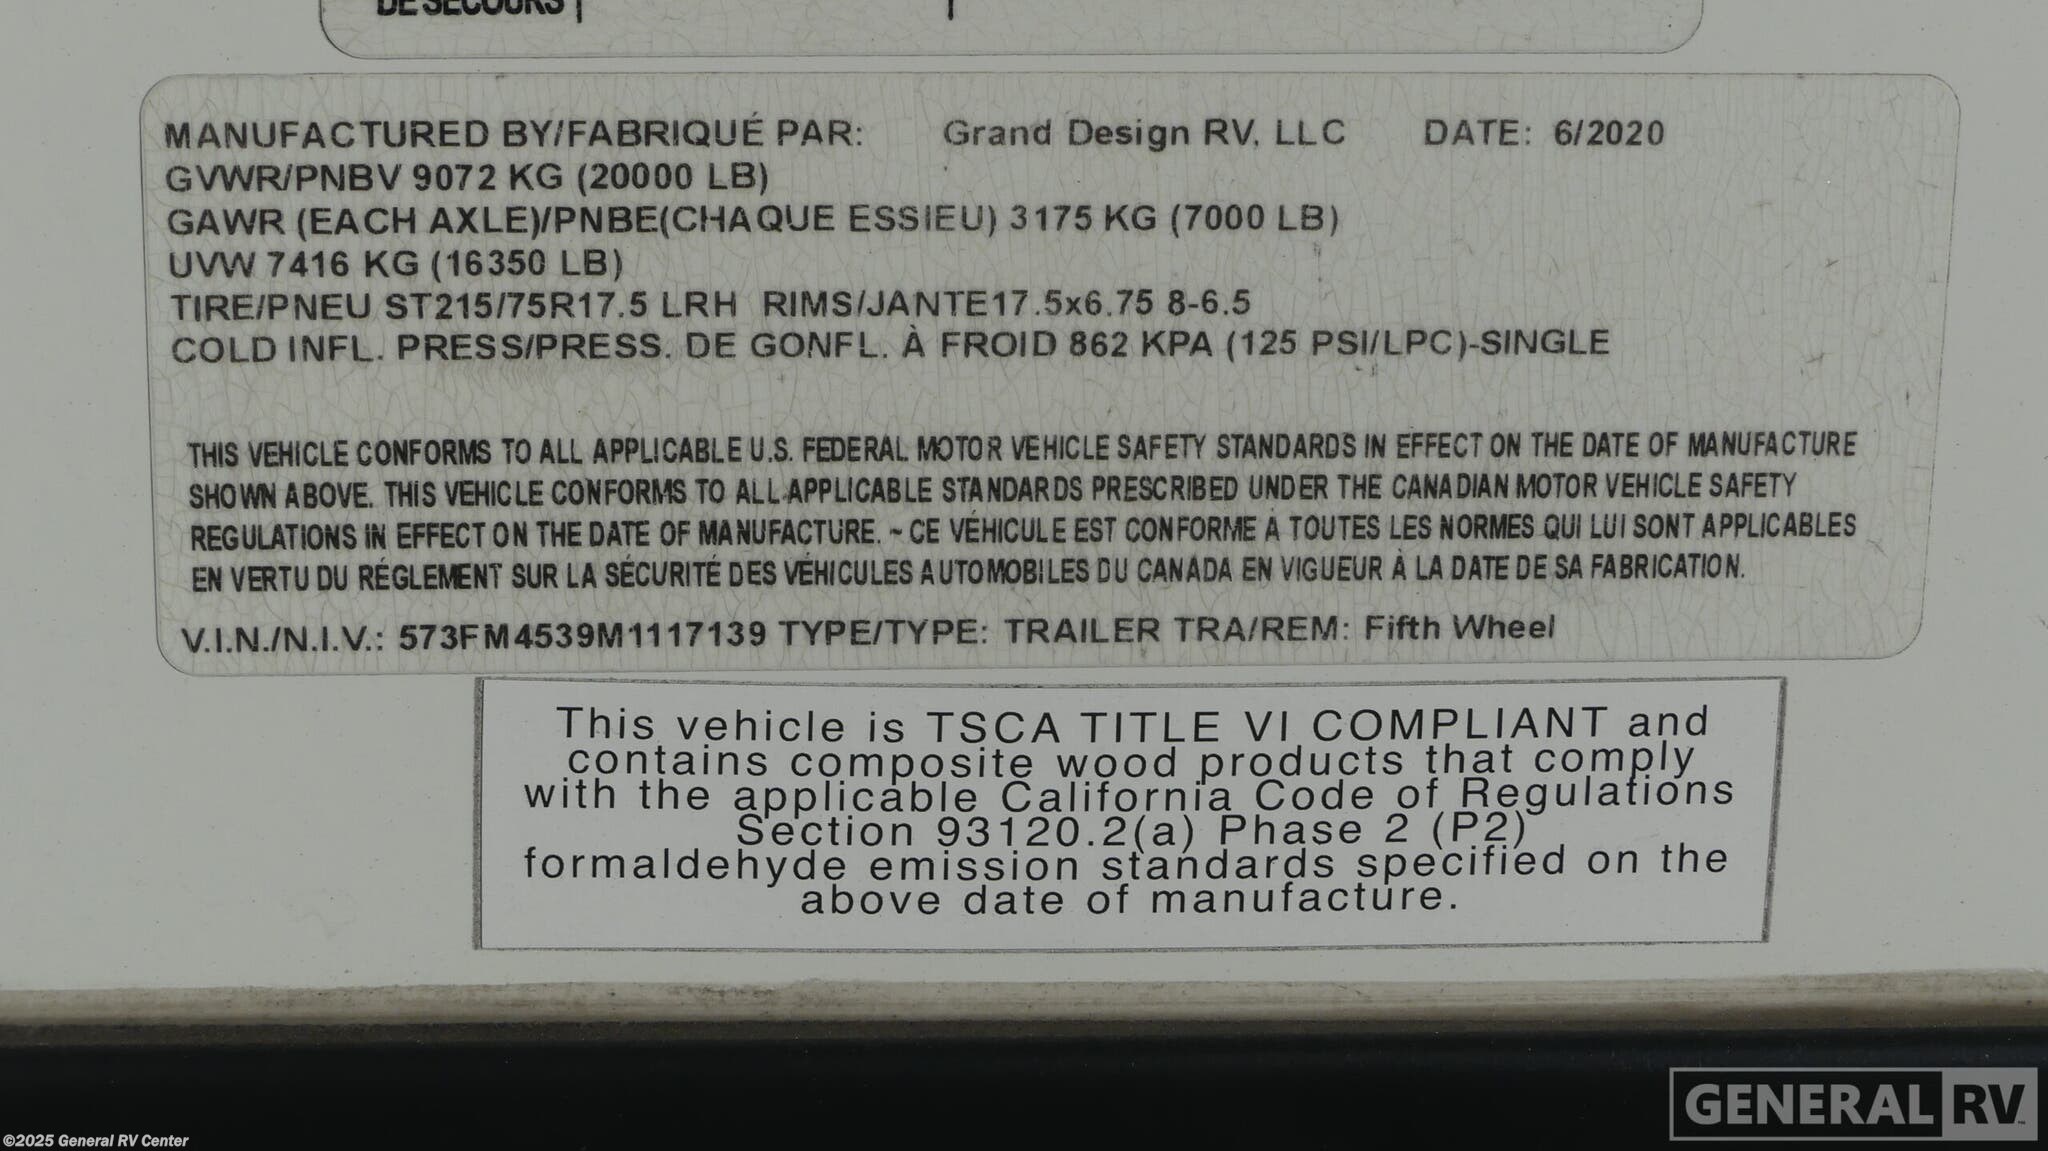 DE SECOURS
MANUFACTURED BY/FABRIQUÉ PAR: Grand Design RV, LLC DATE: 6/2020
GVWR/PNBV 9072 KG (20000 LB)
GAWR (EACH AXLE)/PNBE(CHAQUE ESSIEU) 3175 KG (7000 LB)
UVW 7416 KG (16350 LB)
TIRE/PNEU ST215/75R17.5 LRH RIMS/JANTE17.5x6.75 8-6.5
COLD INFL. PRESS/PRESS. DE GONFL. À FROID 862 KPA (125 PSI/LPC)-SINGLE
THIS VEHICLE CONFORMS TO ALL APPLICABLE U.S. FEDERAL MOTOR VEHICLE SAFETY STANDARDS IN EFFECT ON THE DATE OF MANUFACTURE
SHOWN ABOVE. THIS VEHICLE CONFORMS TO ALL APPLICABLE STANDARDS PRESCRIBED UNDER THE CANADIAN MOTOR VEHICLE SAFETY
REGULATIONS IN EFFECT ON THE DATE OF MANUFACTURE. ~ CE VÉHICULE EST CONFORME A TOUTES LES NORMES QUI LUI SONT APPLICABLES
EN VERTU DU RÉGLEMENT SUR LA SÉCURITÉ DES VÉHICULES AUTOMOBILES DU CANADA EN VIGUEUR À LA DATE DE SA FABRICATION.
V.I.N./N.I.V.: 573FM4539M1117139 TYPE/TYPE: TRAILER TRA/REM: Fifth Wheel
This vehicle is TSCA TITLE VI COMPLIANT and
contains composite wood products that comply
with the applicable California Code of Regulations
Section 93120.2(a) Phase 2 (P2)
formaldehyde emission standards specified on the
above date of manufacture.
GENERAL RV
©2025 General RV Center